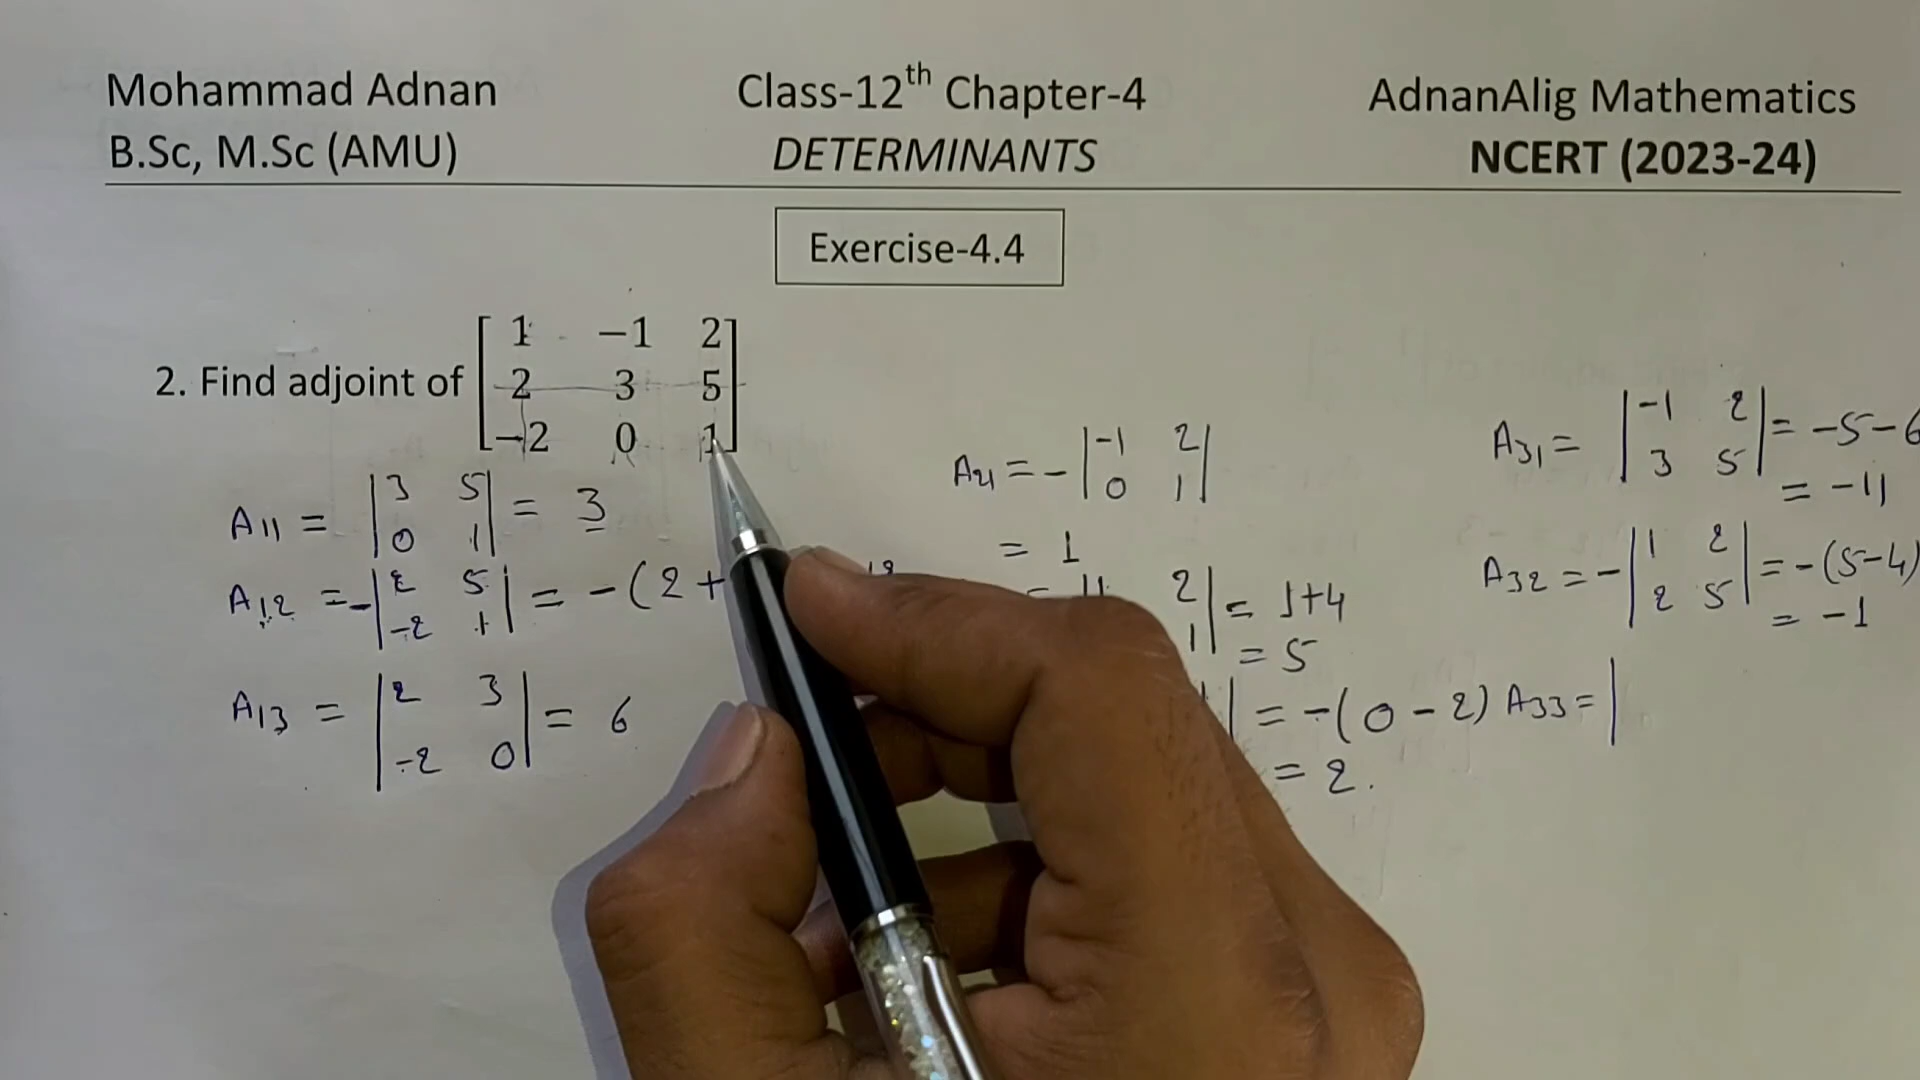 Mohammad Adnan
B.Sc, M.Sc (AMU)
Class-12th Chapter-4
DETERMINANTS
AdnanAlig Mathematics
NCERT (2023-24)
Exercise-4.4
2. Find adjoint of
1 −1 2
2 3 5
−2 0 1
A11 = |3 5| = 3
|0 1|
A12 = -|2 5| = -(2+
|-2 1|
A13 = |2 3| = 6
|-2 0|
A21 = -|-1 2|
|0 1|
= 1
2| = 1+4
1| = 5
| = -(0-2)
= 2.
A31 = |-1 2| = -5-6
|3 5| = -11
A32 = -|1 2| = -(5-4)
|2 5| = -1
A33 = |